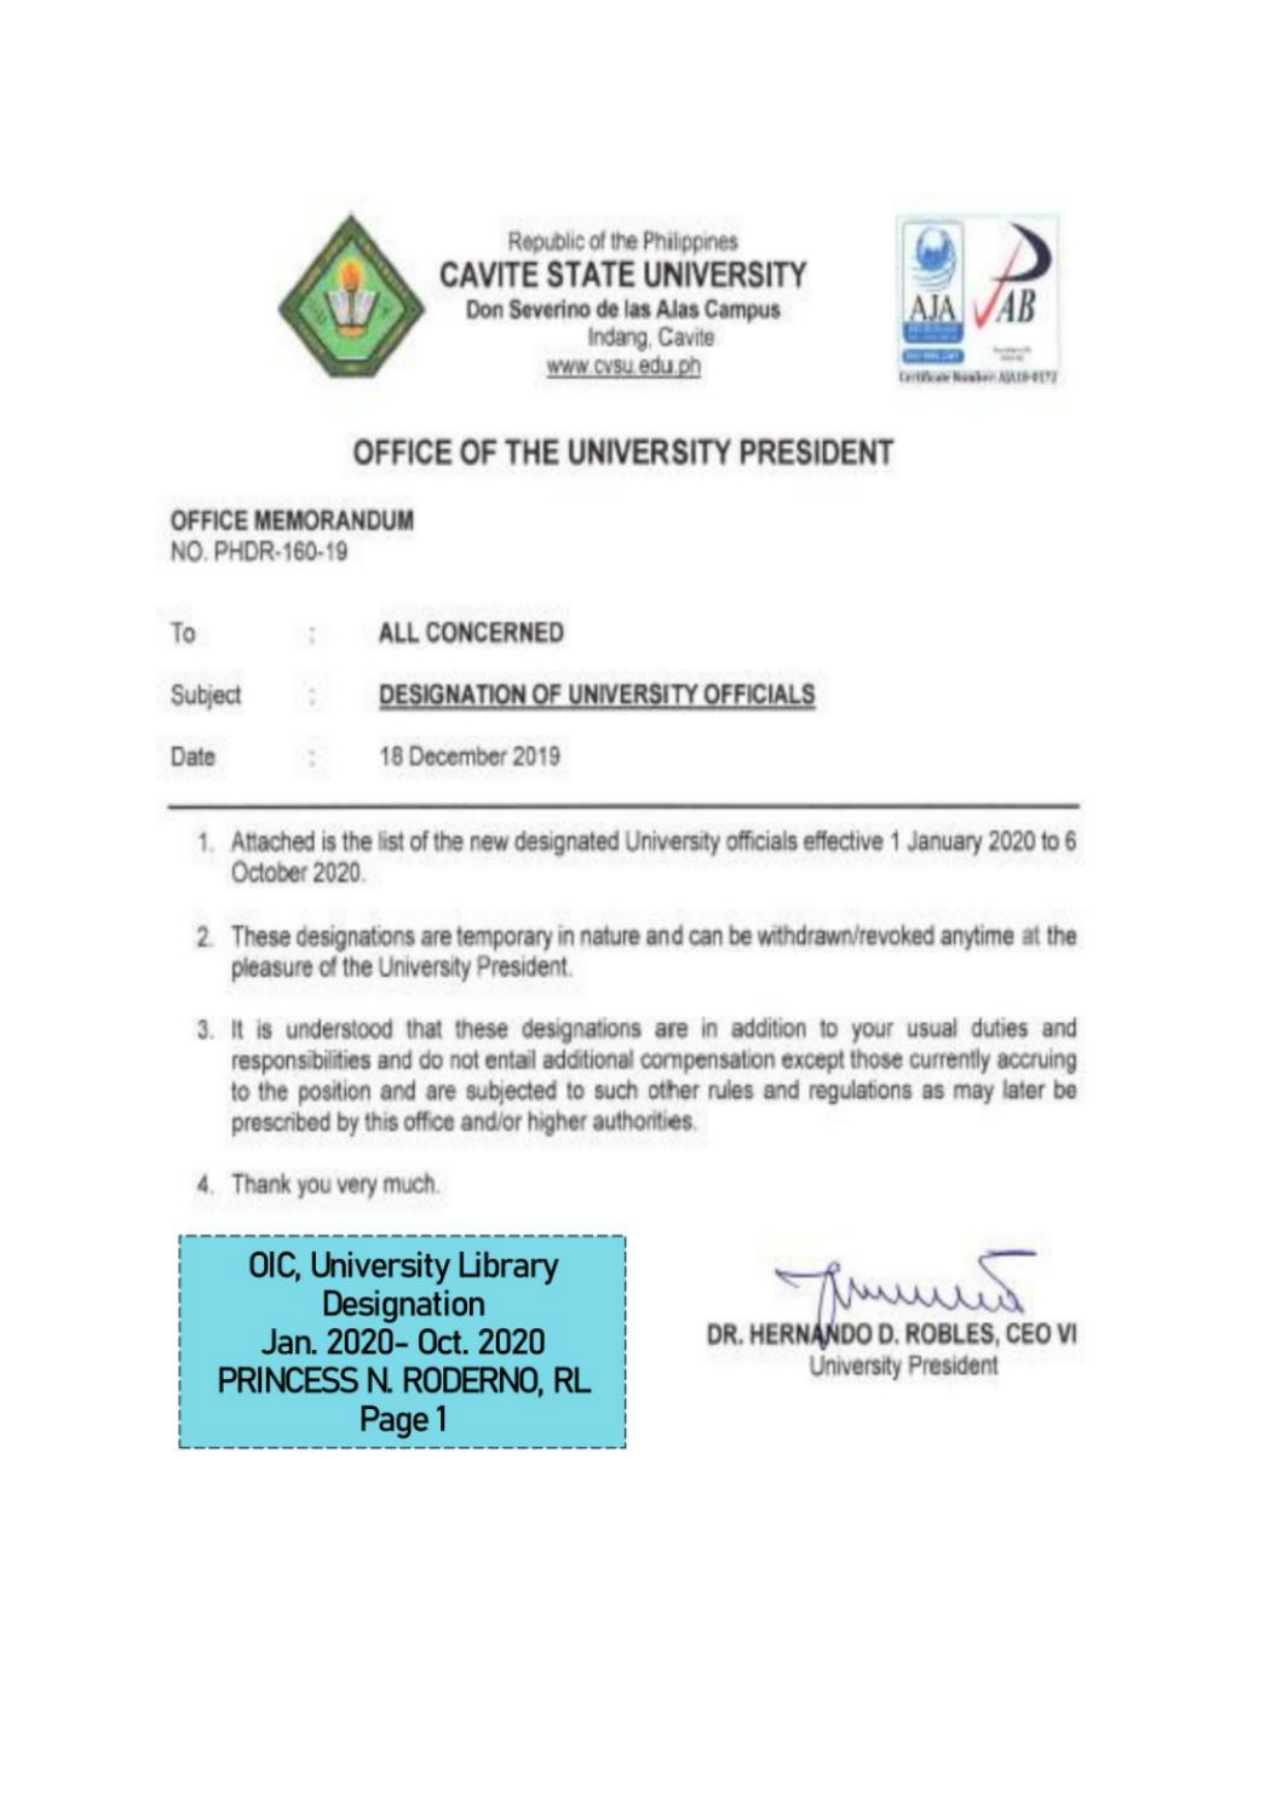 Republic of the Philippines
CAVITE STATE UNIVERSITY
Don Severino de las Alas Campus
Indang, Cavite
www.cvsu.edu.ph
AJA
PAB
Certificate Number: AJA18-0172
OFFICE OF THE UNIVERSITY PRESIDENT
OFFICE MEMORANDUM
NO. PHDR-160-19
To : ALL CONCERNED
Subject : DESIGNATION OF UNIVERSITY OFFICIALS
Date : 18 December 2019
1. Attached is the list of the new designated University officials effective 1 January 2020 to 6
October 2020.
2. These designations are temporary in nature and can be withdrawn/revoked anytime at the
pleasure of the University President.
3. It is understood that these designations are in addition to your usual duties and
responsibilities and do not entail additional compensation except those currently accruing
to the position and are subjected to such other rules and regulations as may later be
prescribed by this office and/or higher authorities.
4. Thank you very much.
OIC, University Library
Designation
Jan. 2020- Oct. 2020
PRINCESS N. RODERNO, RL
Page 1
DR. HERNANDO D. ROBLES, CEO VI
University President